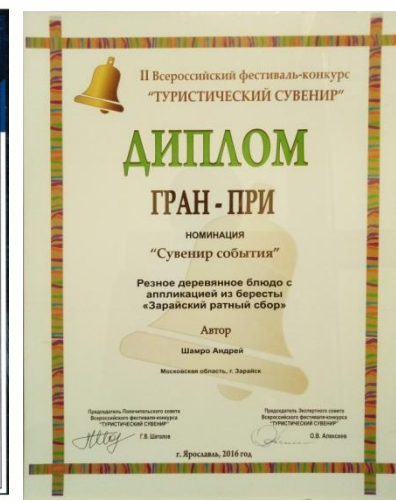 II Всероссийский фестиваль-конкурс
"ТУРИСТИЧЕСКИЙ СУВЕНИР"
ДИПЛОМ
ГРАН - ПРИ
НОМИНАЦИЯ
"Сувенир события"
Резное деревянное блюдо с
аппликацией из бересты
«Зарайский ратный сбор»
Автор
Шамро Андрей
Московская область, г. Зарайск
Председатель Попечительского совета
Всероссийского фестиваля-конкурса
"ТУРИСТИЧЕСКИЙ СУВЕНИР"
Г.В. Шаталов
Председатель Экспертного совета
Всероссийского фестиваля-конкурса
"ТУРИСТИЧЕСКИЙ СУВЕНИР"
О.В. Алексеев
г. Ярославль, 2016 год